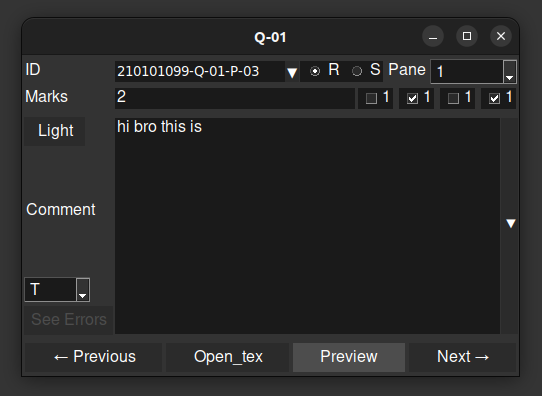 Q-01
ID 210101099-Q-01-P-03 R S Pane 1
Marks 2 1 1 1 1
Light hi bro this is
Comment
T
See Errors
← Previous Open_tex Preview Next →